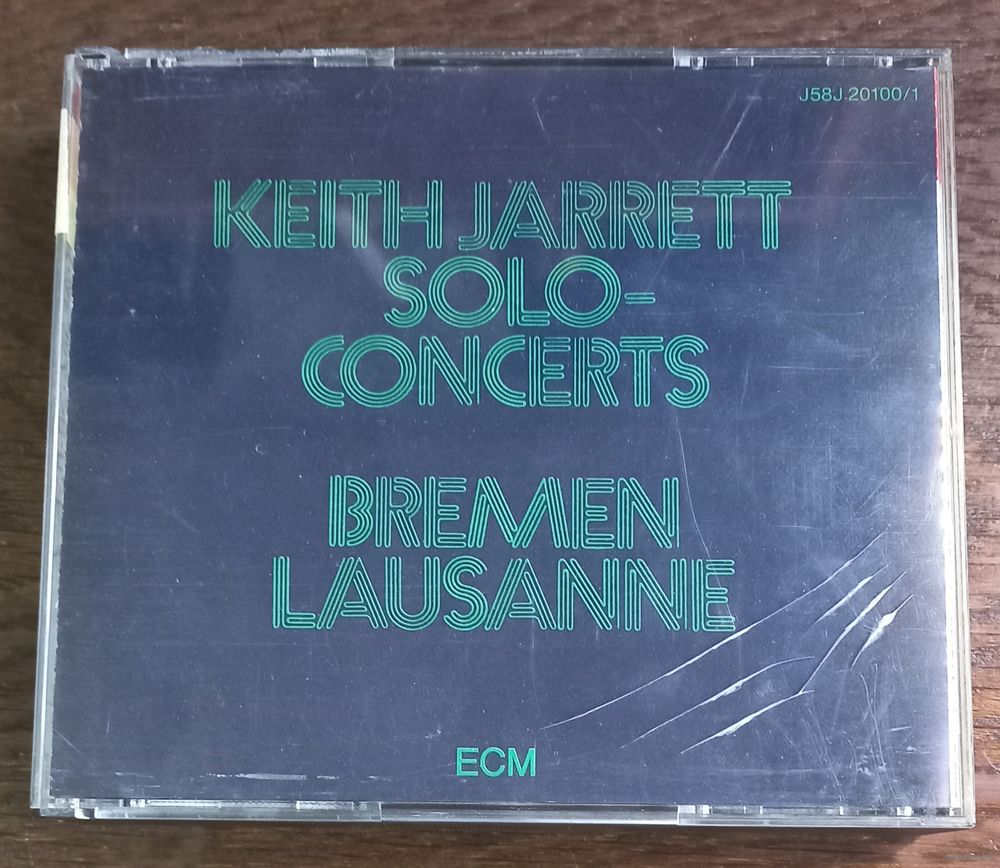 J58J 20100/1
KEITH JARRETT
SOLO-
CONCERTS
BREMEN
LAUSANNE
ECM